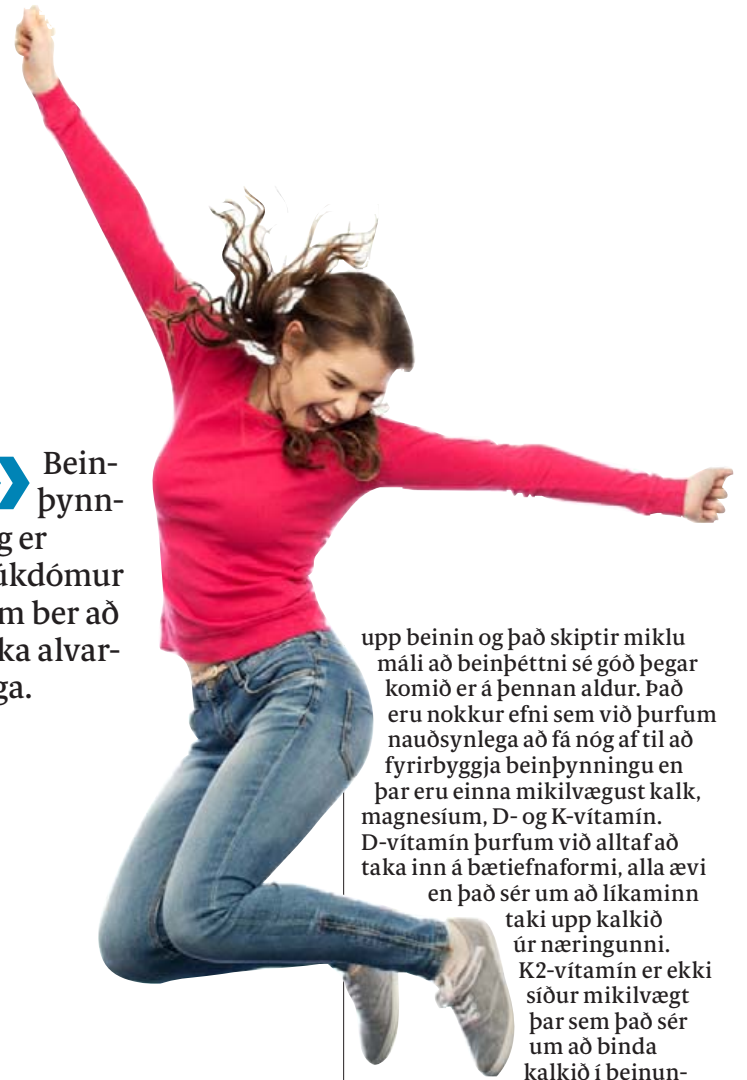 Bein-
þynn-
g er
úkdómur
m ber að
ka alvar-
ga.
upp beinin og það skiptir miklu
máli að beinþéttni sé góð þegar
komið er á þennan aldur. Það
eru nokkur efni sem við þurfum
nauðsynlega að fá nóg af til að
fyrirbyggja beinþynningu en
þar eru einna mikilvægust kalk,
magnesíum, D- og K-vítamín.
D-vítamín þurfum við alltaf að
taka inn á bætiefnaformi, alla ævi
en það sér um að líkaminn
taki upp kalkið
úr næringunni.
K2-vítamín er ekki
síður mikilvægt
þar sem það sér
um að binda
kalkið í beinun-